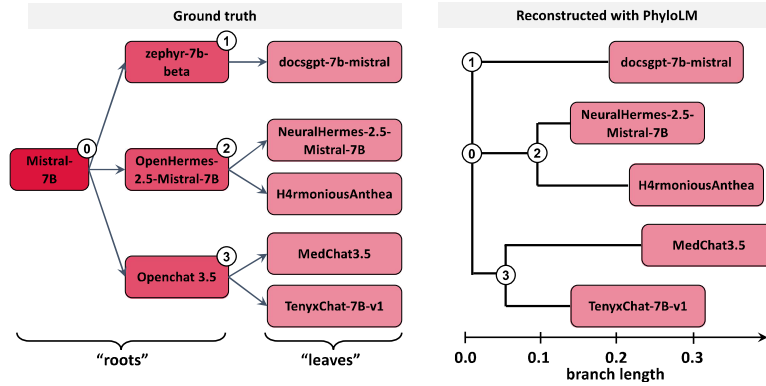 Ground truth
zephyr-7b-
beta
1
docsgpt-7b-mistral
Mistral-
7B
0
OpenHermes-
2.5-Mistral-7B
2
NeuralHermes-2.5-
Mistral-7B
H4rmoniousAnthea
Openchat 3.5
3
MedChat3.5
TenyxChat-7B-v1
“roots”
“leaves”
Reconstructed with PhyloLM
1
docsgpt-7b-mistral
NeuralHermes-2.5-
Mistral-7B
0
2
H4rmoniousAnthea
MedChat3.5
3
TenyxChat-7B-v1
0.0
0.1
0.2
0.3
branch length